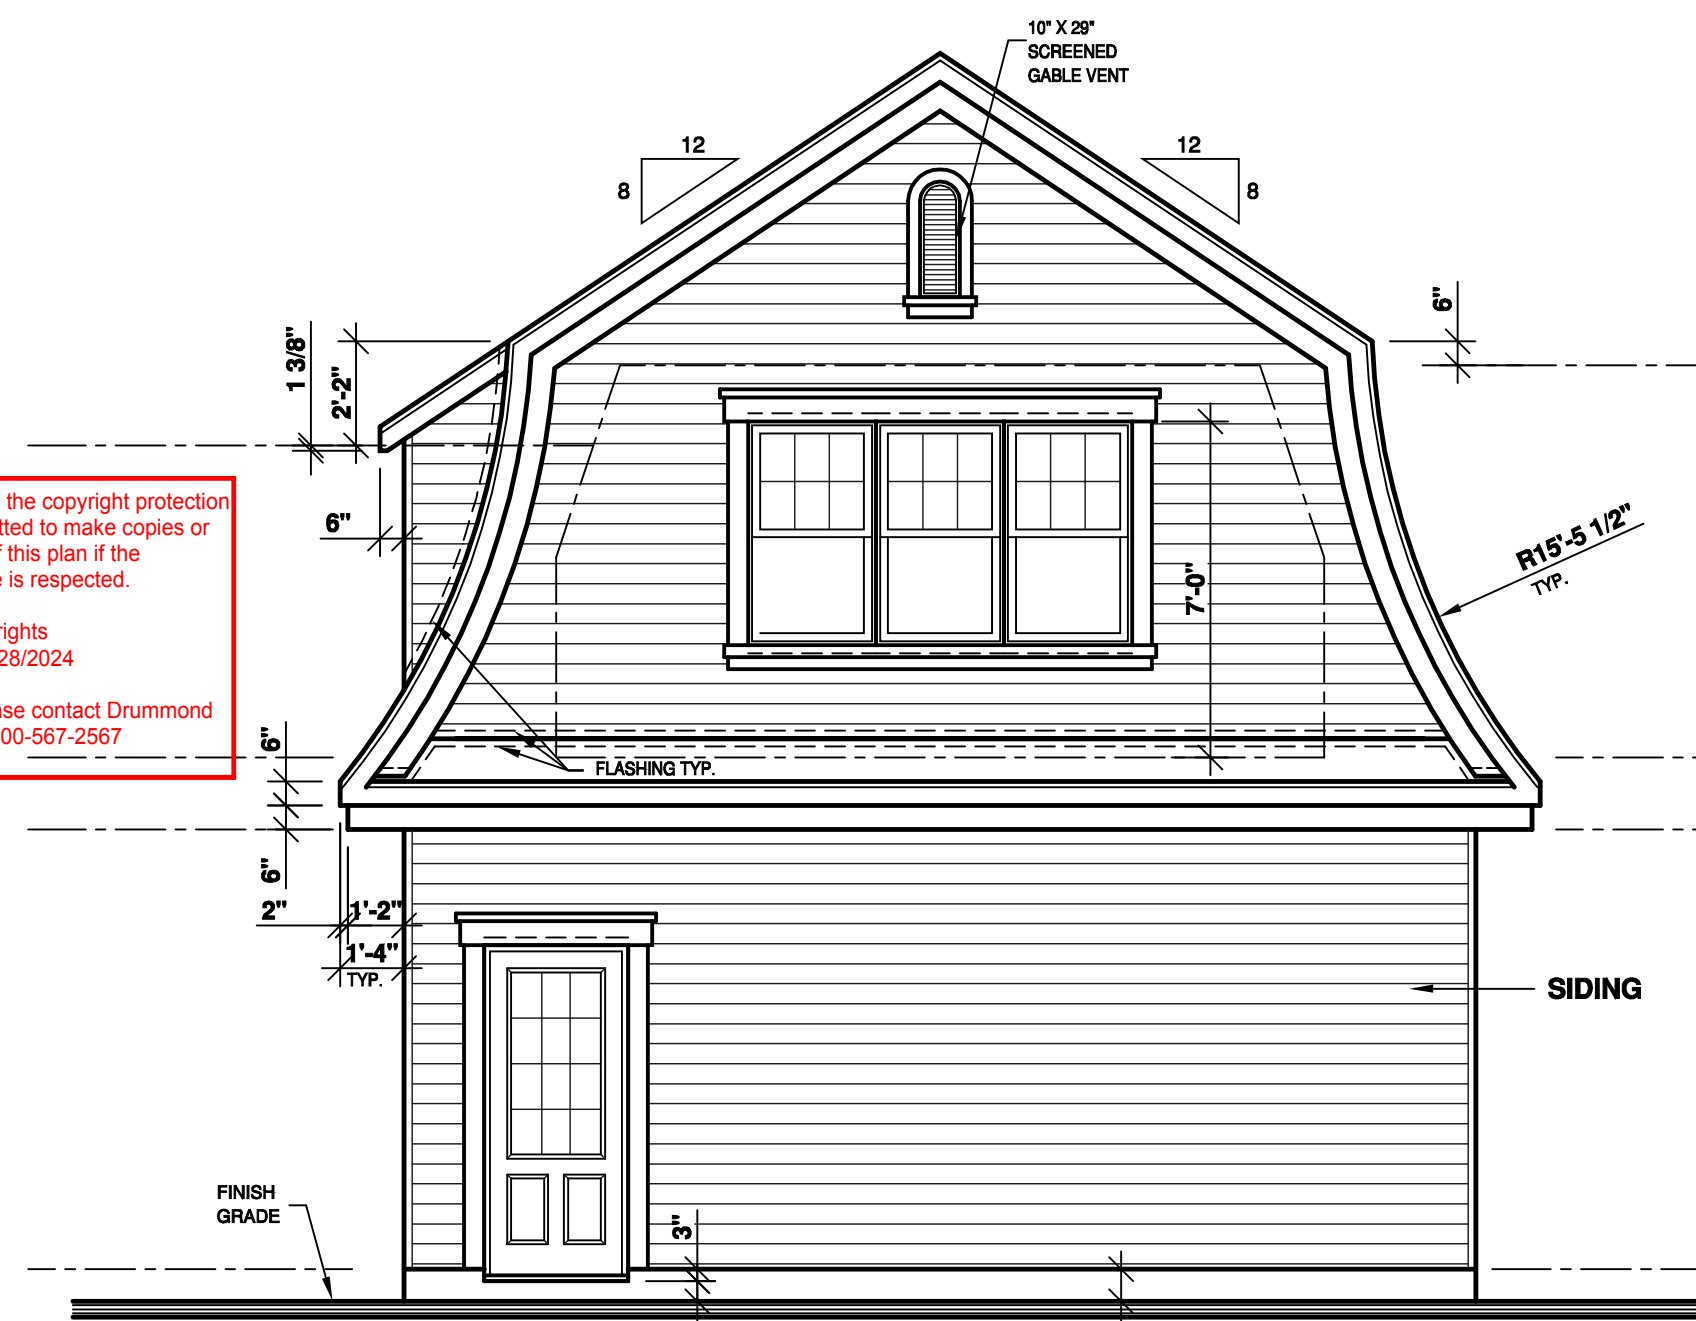 10" X 29"
SCREENED
GABLE VENT
12
8
12
8
6"
1 3/8"
2'-2"
the copyright protection
tted to make copies or
f this plan if the
e is respected.
rights
28/2024
ase contact Drummond
00-567-2567
6"
R15'-5 1/2"
TYP.
7'-0"
6"
FLASHING TYP.
6"
2"
1'-2"
1'-4"
TYP.
SIDING
FINISH
GRADE
3"